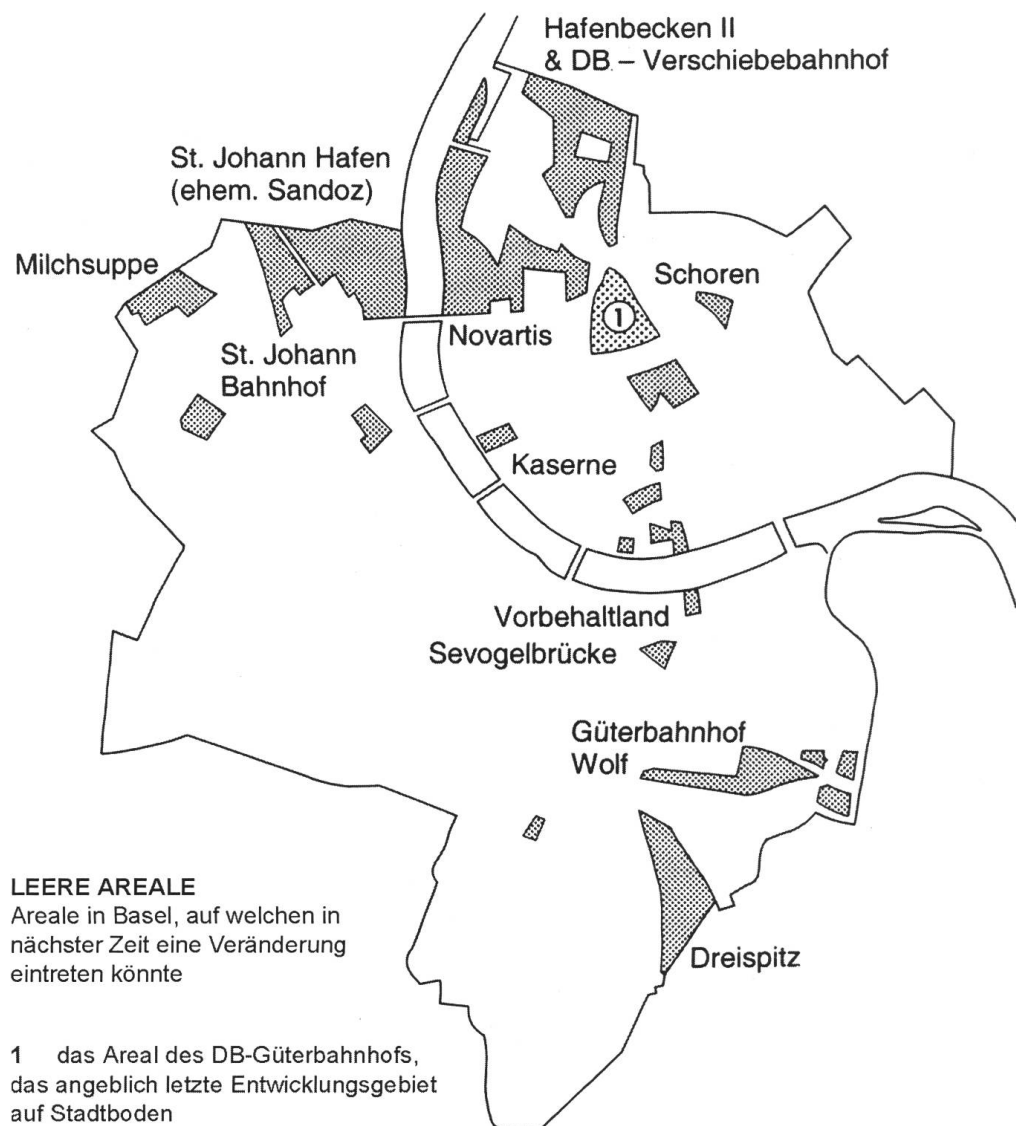 Hafenbecken II
& DB – Verschiebebahnhof
St. Johann Hafen
(ehem. Sandoz)
Milchsuppe
Schoren
1
Novartis
St. Johann
Bahnhof
Kaserne
Vorbehaltland
Sevogelbrücke
Güterbahnhof
Wolf
Dreispitz
LEERE AREALE
Areale in Basel, auf welchen in
nächster Zeit eine Veränderung
eintreten könnte
1 das Areal des DB-Güterbahnhofs,
das angeblich letzte Entwicklungsgebiet
auf Stadtboden